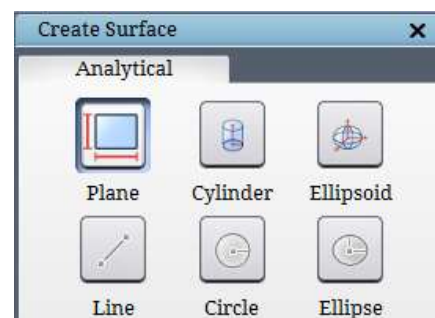 Create Surface
Analytical
Plane Cylinder Ellipsoid
Line Circle Ellipse